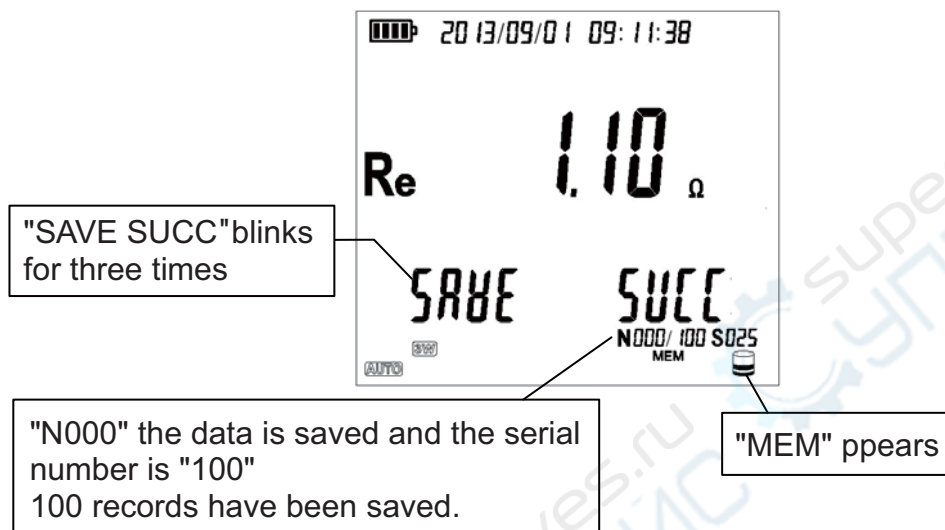 2013/09/01 09:11:38
Re 1.10 Ω
"SAVE SUCC"blinks
for three times
SAVE SUCC
N000/100 S025
3W MEM
AUTO
"N000" the data is saved and the serial
number is "100"
100 records have been saved.
"MEM" ppears